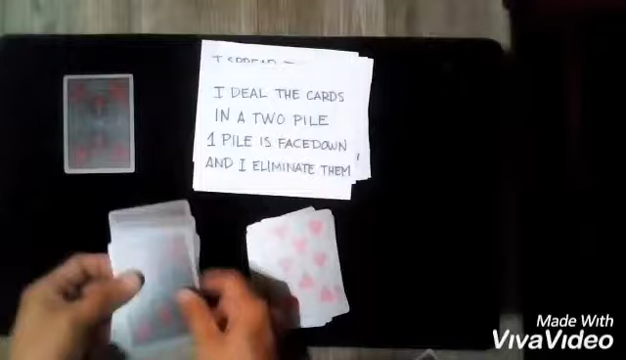 I DEAL THE CARDS
IN A TWO PILE
1 PILE IS FACEDOWN
AND I ELIMINATE THEM
Made With
VivaVideo